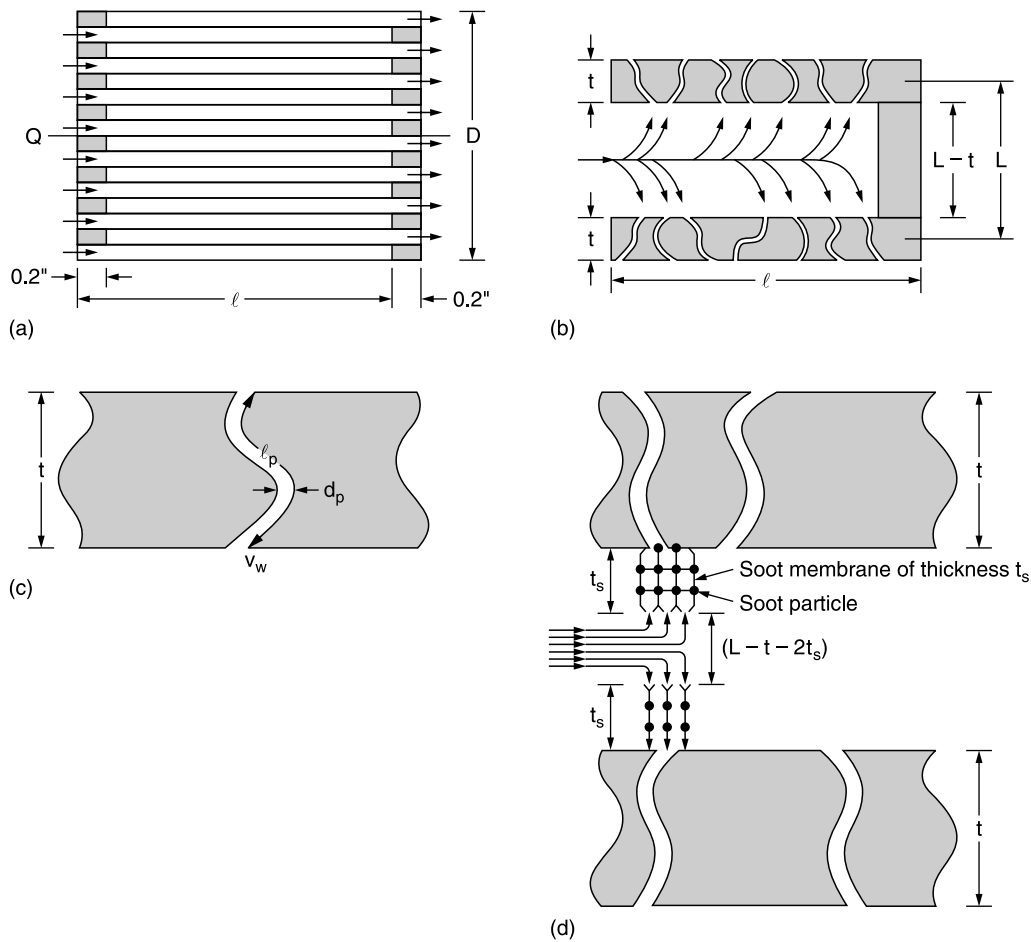 Q
D
0.2"
ℓ
0.2"
(a)
t
L – t
L
t
ℓ
(b)
t
ℓp
dp
vw
(c)
t
ts
Soot membrane of thickness ts
Soot particle
(L – t – 2ts)
ts
t
(d)